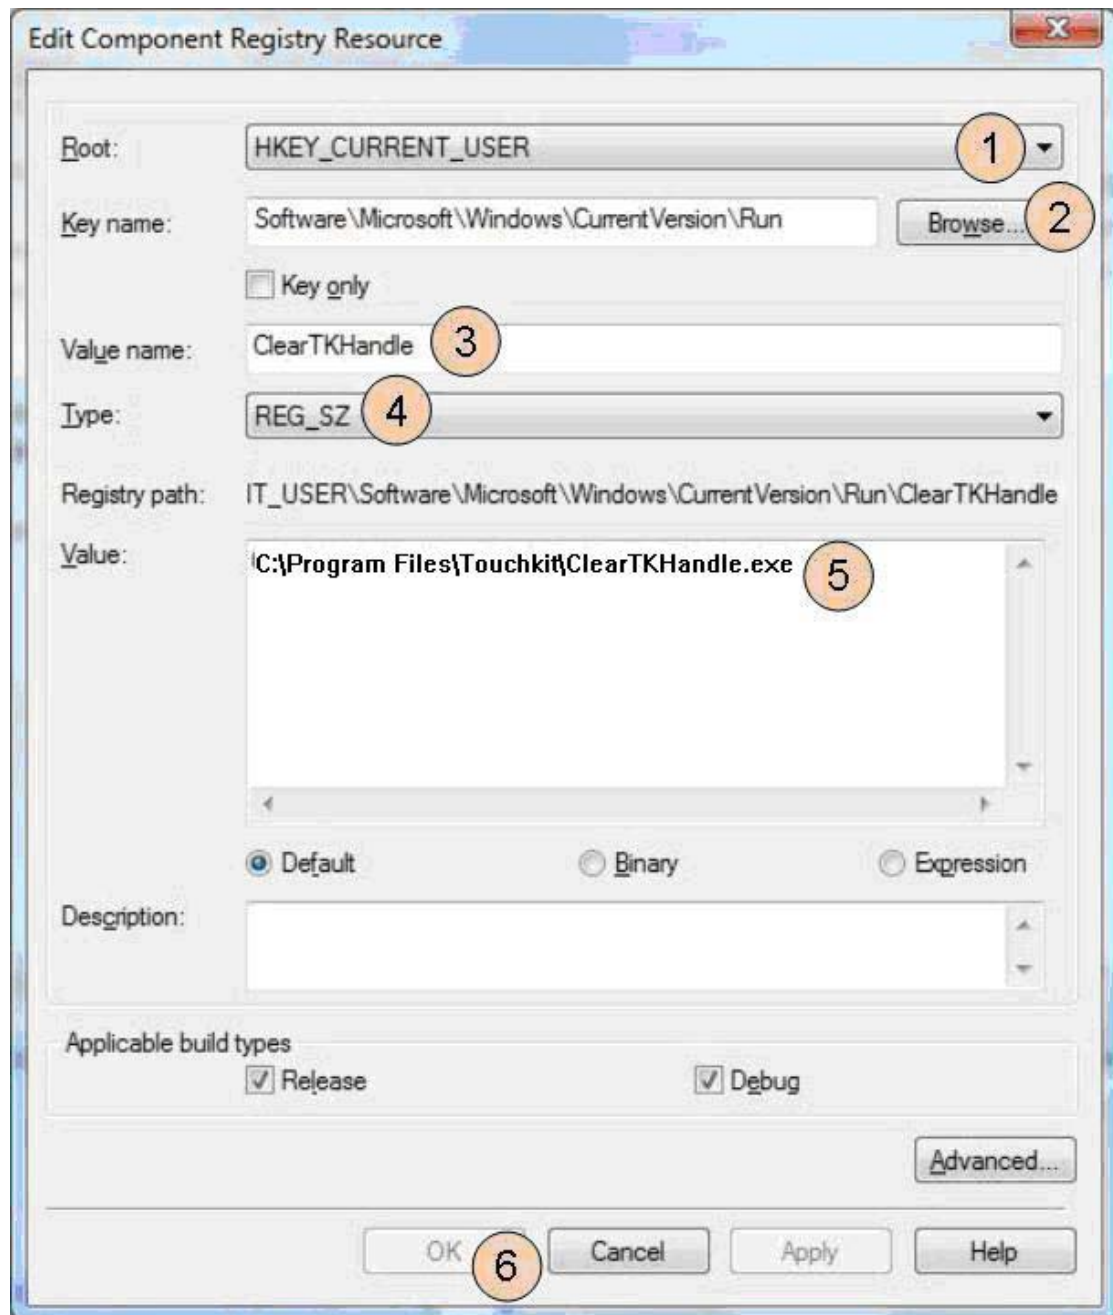 Edit Component Registry Resource
Root: HKEY_CURRENT_USER 1
Key name: Software\Microsoft\Windows\CurrentVersion\Run Browse... 2
Key only
Value name: ClearTKHandle 3
Type: REG_SZ 4
Registry path: IT_USER\Software\Microsoft\Windows\CurrentVersion\Run\ClearTKHandle
Value: C:\Program Files\Touchkit\ClearTKHandle.exe 5
Default Binary Expression
Description:
Applicable build types
Release Debug
Advanced...
OK 6 Cancel Apply Help